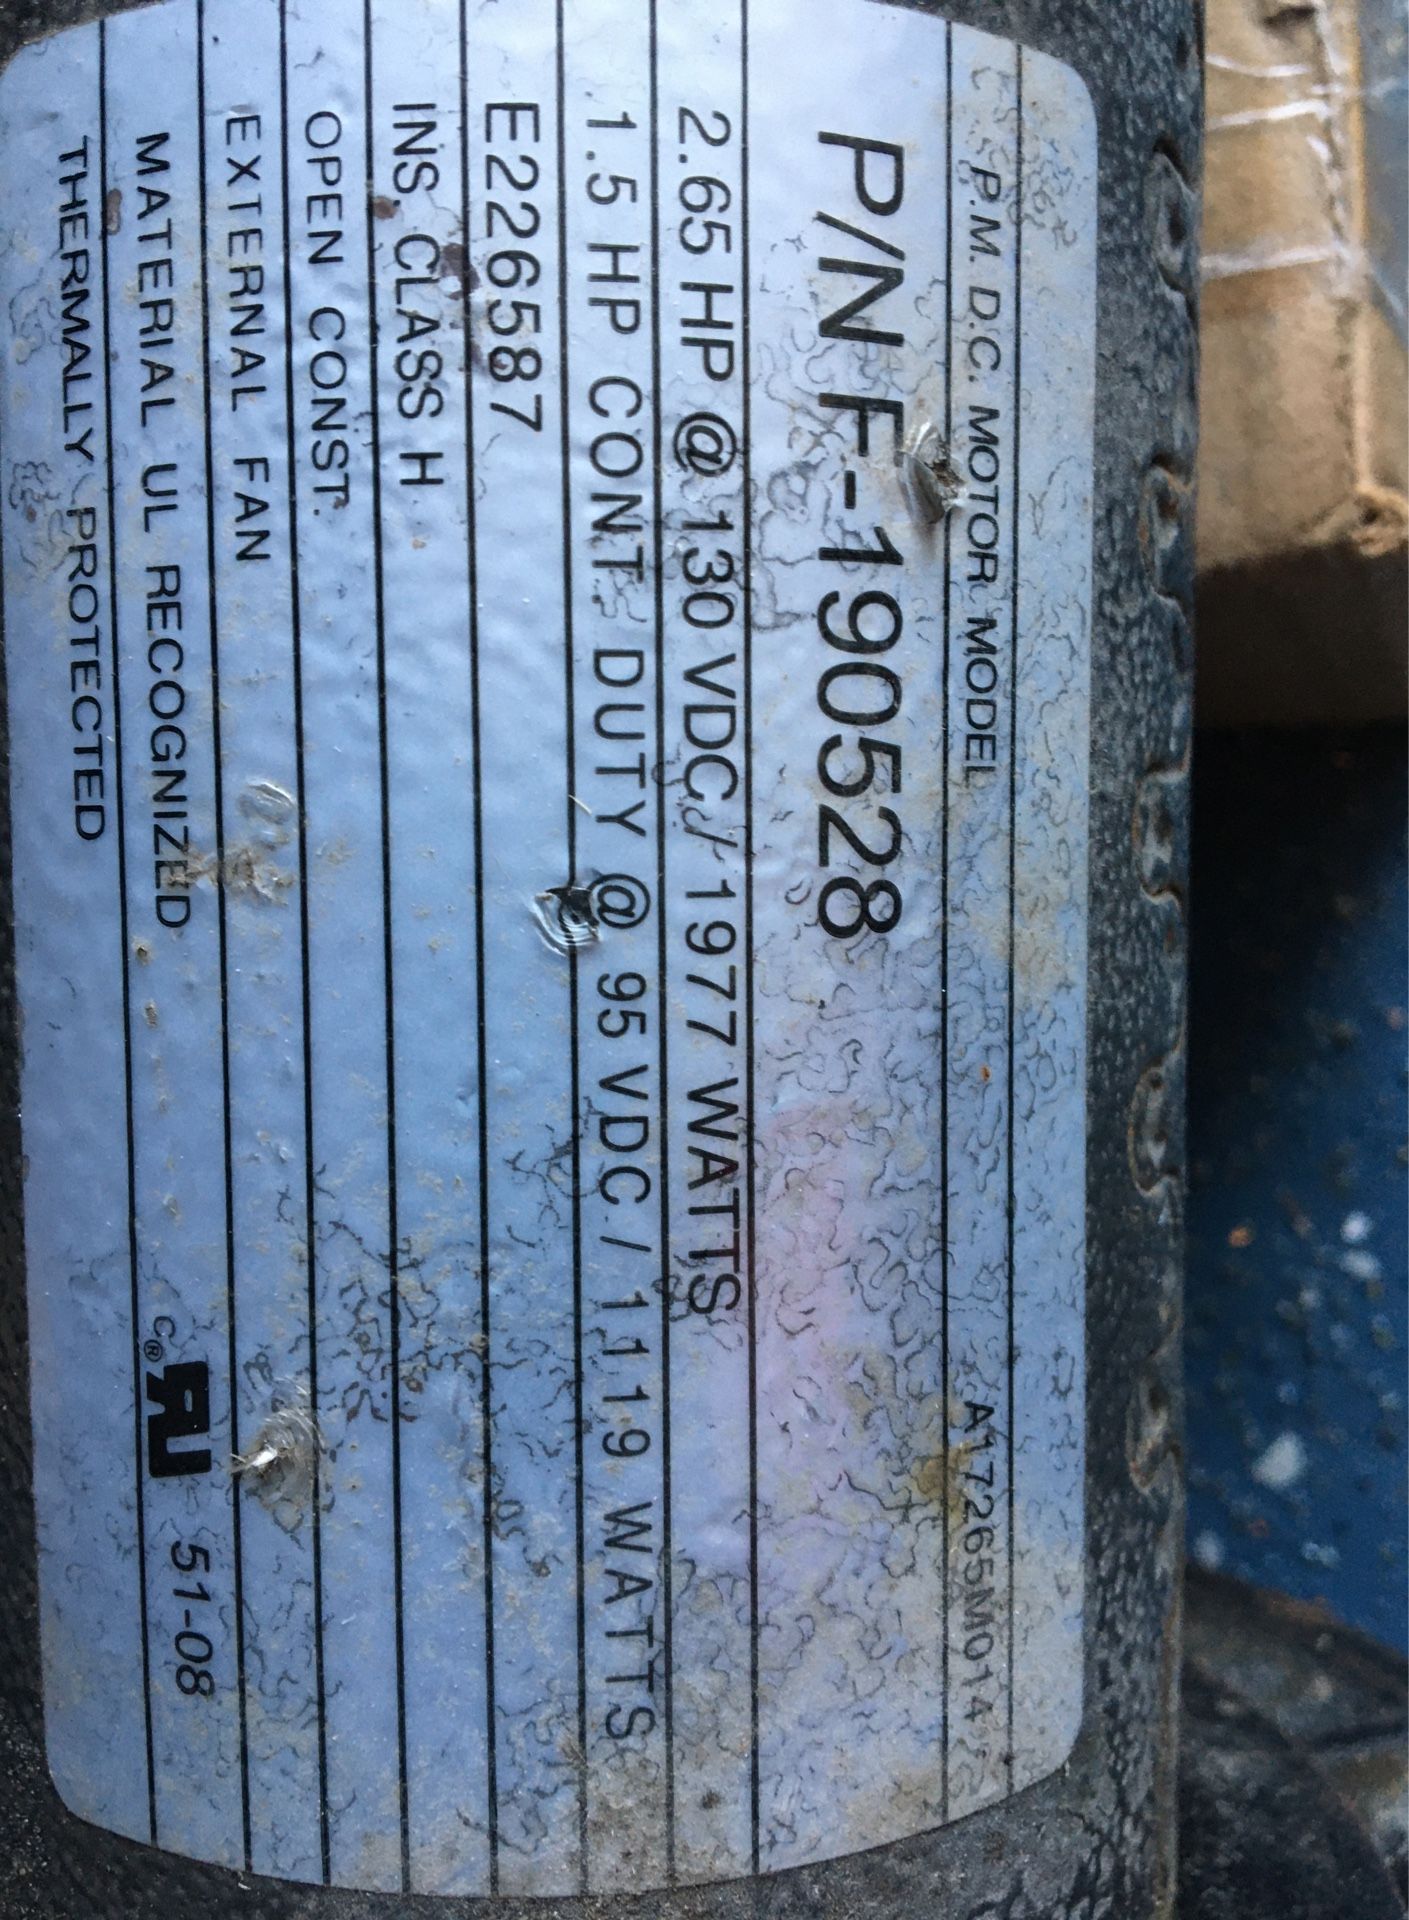 P.M. D.C. MOTOR MODEL A17265M014
P/N F-190528
2.65 HP @ 130 VDC / 1977 WATTS
1.5 HP CONT. DUTY @ 95 VDC / 1119 WATTS
E226587
INS. CLASS H
OPEN CONST.
EXTERNAL FAN
MATERIAL UL RECOGNIZED c®RU 51-08
THERMALLY PROTECTED